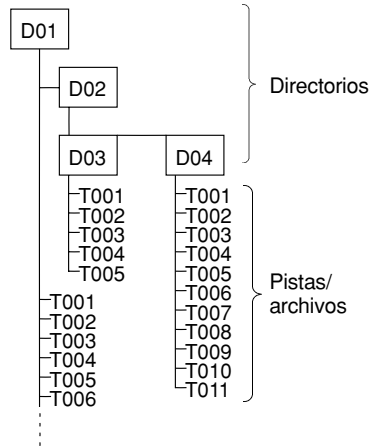 D01
D02
Directorios
D03
D04
T001
T002
T003
T004
T005
T001
T002
T003
T004
T005
T006
T007
T008
T009
T010
T011
Pistas/
archivos
T001
T002
T003
T004
T005
T006